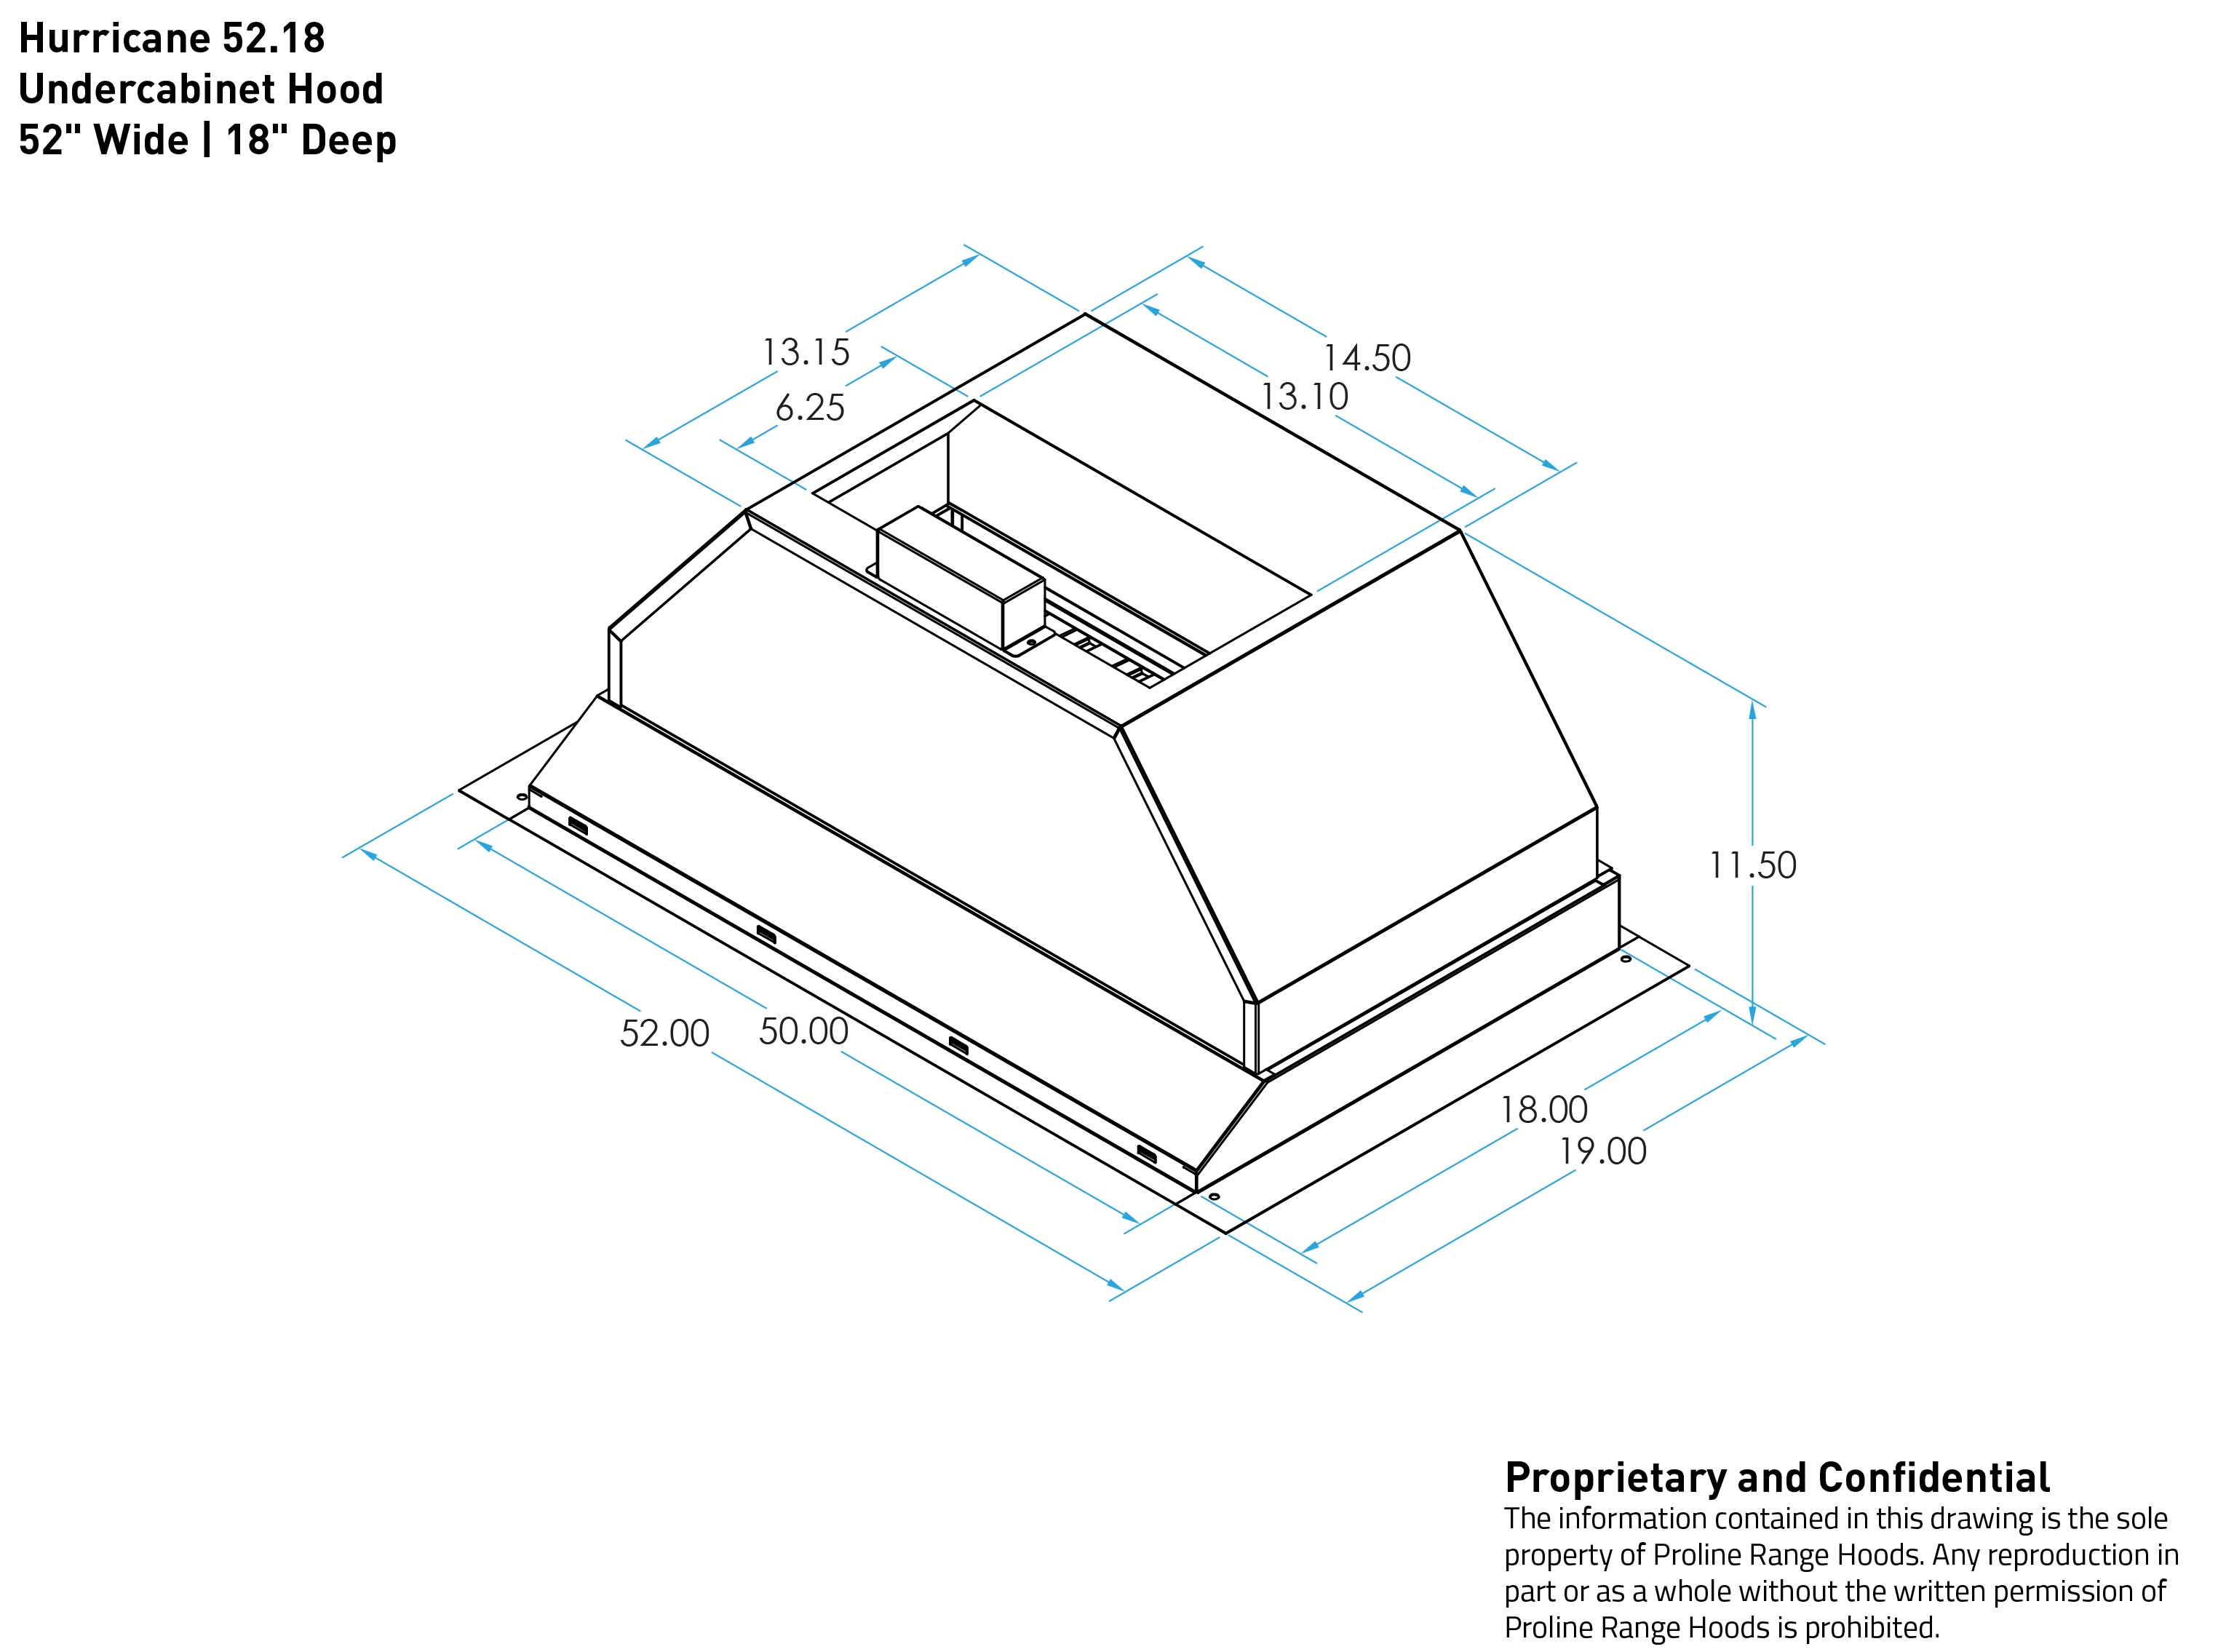 Hurricane 52.18
Undercabinet Hood
52" Wide | 18" Deep
13.15
14.50
6.25
13.10
11.50
52.00
50.00
18.00
19.00
Proprietary and Confidential
The information contained in this drawing is the sole
property of Proline Range Hoods. Any reproduction in
part or as a whole without the written permission of
Proline Range Hoods is prohibited.